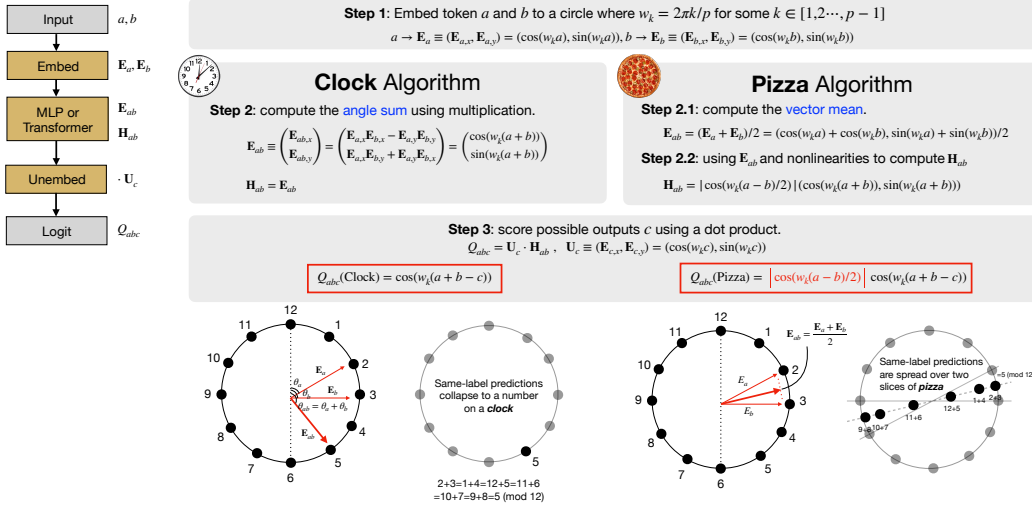 Input
a, b
Embed
E_a, E_b
MLP or
Transformer
E_ab
H_ab
Unembed
· U_c
Logit
Q_abc
Step 1: Embed token a and b to a circle where w_k = 2πk/p for some k ∈ [1,2⋯, p − 1]
a → E_a ≡ (E_a,x, E_a,y) = (cos(w_k a), sin(w_k a)), b → E_b ≡ (E_b,x, E_b,y) = (cos(w_k b), sin(w_k b))
Clock Algorithm
Step 2: compute the angle sum using multiplication.
E_ab ≡ (E_ab,x E_ab,y) = (E_a,x E_b,x − E_a,y E_b,y E_a,x E_b,y + E_a,y E_b,x) = (cos(w_k(a + b)) sin(w_k(a + b)))
H_ab = E_ab
Pizza Algorithm
Step 2.1: compute the vector mean.
E_ab = (E_a + E_b)/2 = (cos(w_k a) + cos(w_k b), sin(w_k a) + sin(w_k b))/2
Step 2.2: using E_ab and nonlinearities to compute H_ab
H_ab = |cos(w_k(a − b)/2)|(cos(w_k(a + b)), sin(w_k(a + b)))
Step 3: score possible outputs c using a dot product.
Q_abc = U_c · H_ab , U_c ≡ (E_c,x, E_c,y) = (cos(w_k c), sin(w_k c))
Q_abc(Clock) = cos(w_k(a + b − c))
Q_abc(Pizza) = |cos(w_k(a − b)/2)| cos(w_k(a + b − c))
12
1
2
3
4
5
6
7
8
9
10
11
E_a
E_b
θ_a
θ_b
θ_ab = θ_a + θ_b
E_ab
Same-label predictions
collapse to a number
on a clock
5
2+3=1+4=12+5=11+6
=10+7=9+8=5 (mod 12)
12
1
2
3
4
5
6
7
8
9
10
11
E_a
E_b
E_ab = (E_a + E_b)/2
Same-label predictions
are spread over two
slices of pizza
=5 (mod 12)
2+3
1+4
12+5
11+6
10+7
9+8